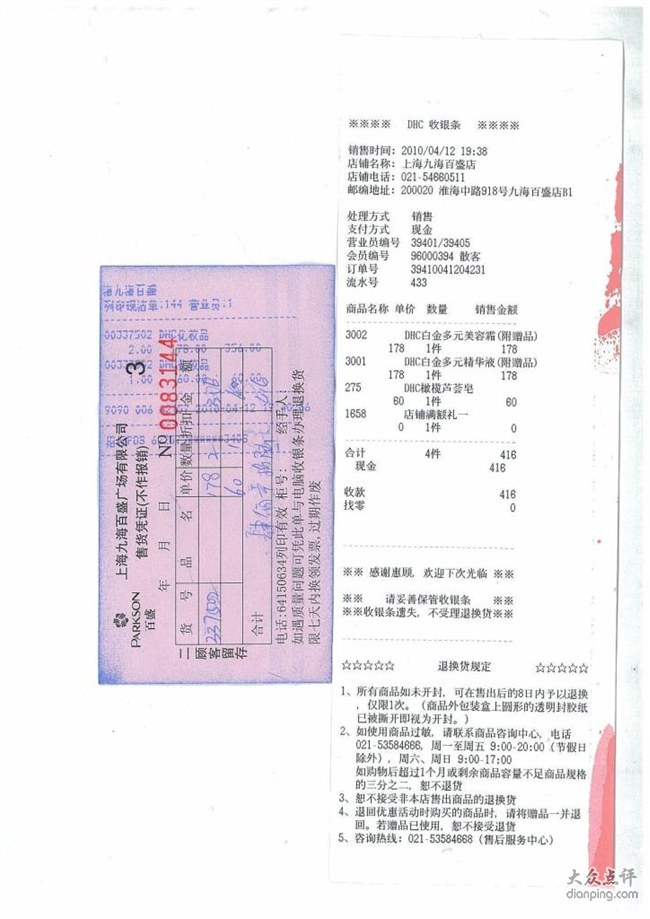 ※※※※ DHC 收银条 ※※※※
销售时间: 2010/04/12 19:38
店铺名称: 上海九海百盛店
店铺电话: 021-54660511
邮编地址: 200020 淮海中路918号九海百盛店B1
处理方式 销售
支付方式 现金
营业员编号 39401/39405
会员编号 96000394 散客
订单号 39410041204231
流水号 433
商品名称 单价 数量 销售金额
3002 DHC白金多元美容霜(附赠品)
178 1件 178
3001 DHC白金多元精华液(附赠品)
178 1件 178
275 DHC橄榄芦荟皂
60 1件 60
1658 店铺满额礼一
0 1件 0
合计 4件 416
现金 416
收款 416
找零 0
※※ 感谢惠顾, 欢迎下次光临 ※※
※※ 请妥善保管收银条 ※※
※※收银条遗失, 不受理退换货※※
☆☆☆☆☆ 退换货规定 ☆☆☆☆☆
1、所有商品如未开封, 可在售出后的8日内予以退换
, 仅限1次。(商品外包装盒上圆形的透明封胶纸
已被撕开即视为开封。)
2、如使用商品过敏, 请联系商品咨询中心, 电话
021-53584666, 周一至周五 9:00-20:00 (节假日
除外), 周六、周日 9:00-17:00
如购物后超过1个月或剩余商品容量不足商品规格
的三分之二, 恕不退货
3、恕不接受非本店售出商品的退换货
4、退回优惠活动时购买的商品时, 请将赠品一并退
回。若赠品已使用, 恕不接受退货
5、咨询热线: 021-53584668 (售后服务中心)
PARKSON
百盛
上海九海百盛广场有限公司
售货凭证(不作报销) 3
年 月 日 NO 0083144
货号 品名 单价 数量 折扣 金额
337502 178 2
60
合计
电话:64150634列印有效 柜号: 经手人:
如遇质量问题可凭此单与电脑收银条办理退换货
限七天内换领发票,过期作废
二 顾客留存
海九海百盛
列印现沽单:144 营业员:1
00337502 DHC化妆品
2.00 178.00 356.00
00337502 DHC化妆品
1.00 60.00
大众点评
dianping.com